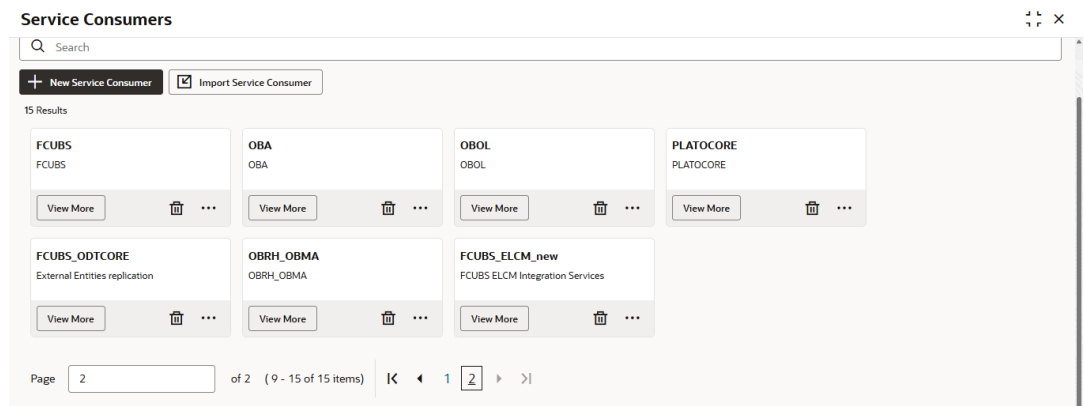 Service Consumers
Search
New Service Consumer Import Service Consumer
15 Results
FCUBS OBA OBOL PLATOCORE
FCUBS OBA OBOL PLATOCORE
View More View More View More View More
FCUBS_ODTCORE OBRH_OBMA FCUBS_ELCM_new
External Entities replication OBRH_OBMA FCUBS ELCM Integration Services
View More View More View More
Page 2 of 2 ( 9 - 15 of 15 items) 1 2